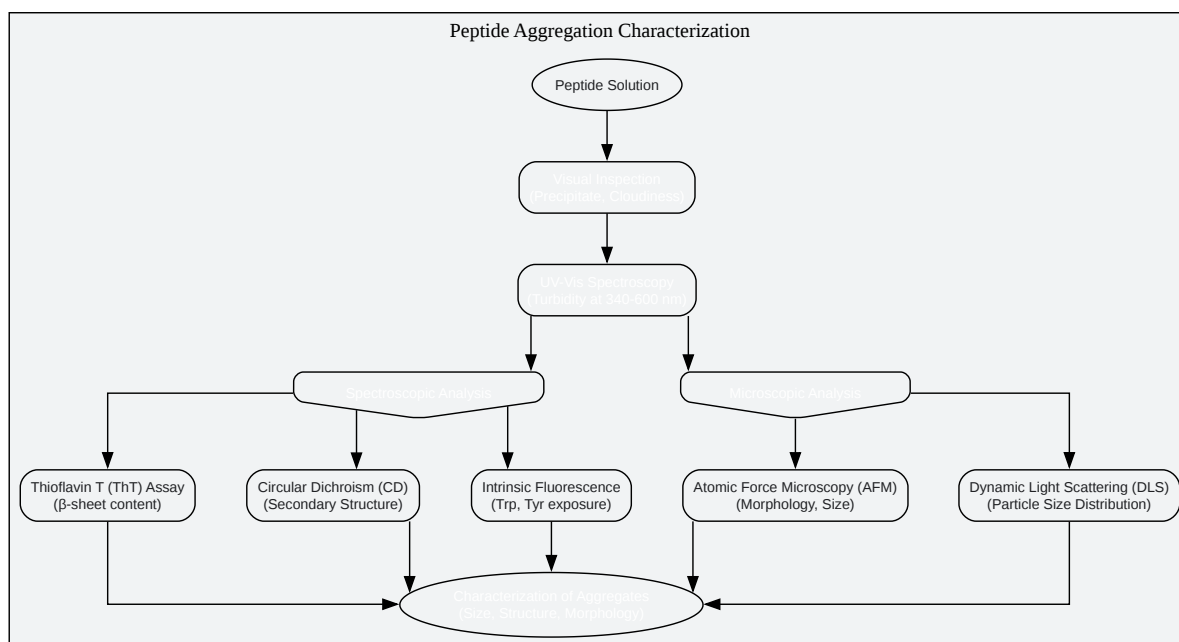 Peptide Aggregation Characterization
Peptide Solution
Visual Inspection
(Precipitate, Cloudiness)
UV-Vis Spectroscopy
(Turbidity at 340-600 nm)
Spectroscopic Analysis
Microscopic Analysis
Thioflavin T (ThT) Assay
(β-sheet content)
Circular Dichroism (CD)
(Secondary Structure)
Intrinsic Fluorescence
(Trp, Tyr exposure)
Atomic Force Microscopy (AFM)
(Morphology, Size)
Dynamic Light Scattering (DLS)
(Particle Size Distribution)
Characterization of Aggregates
(Size, Structure, Morphology)